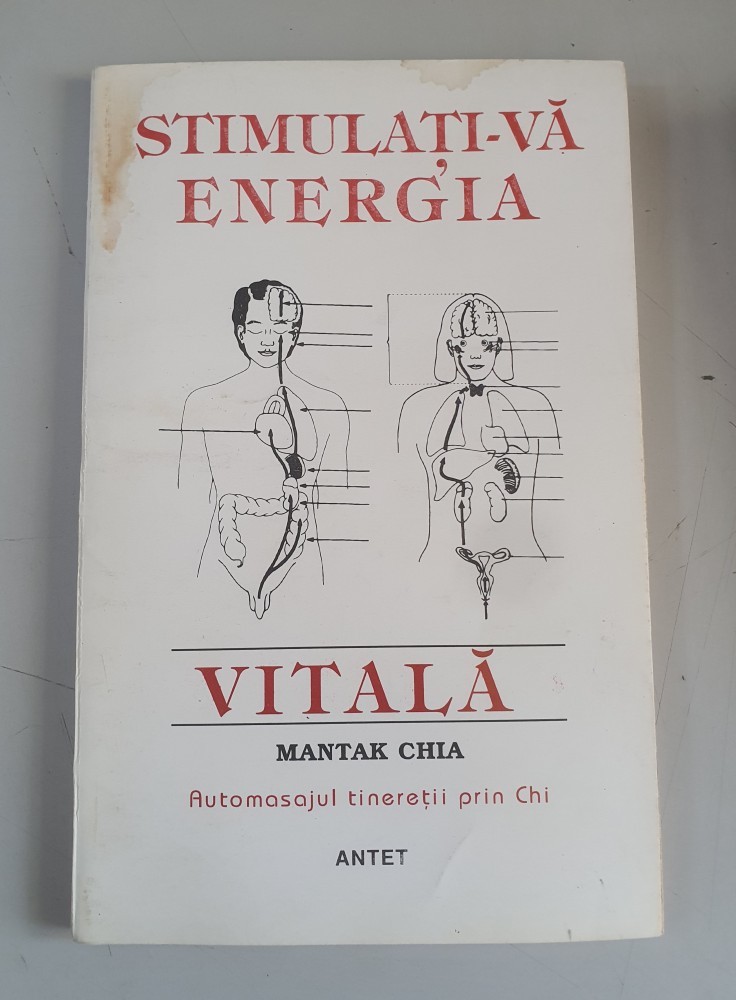 STIMULAȚI-VĂ
ENERGIA
VITALĂ
MANTAK CHIA
Automasajul tinereții prin Chi
ANTET